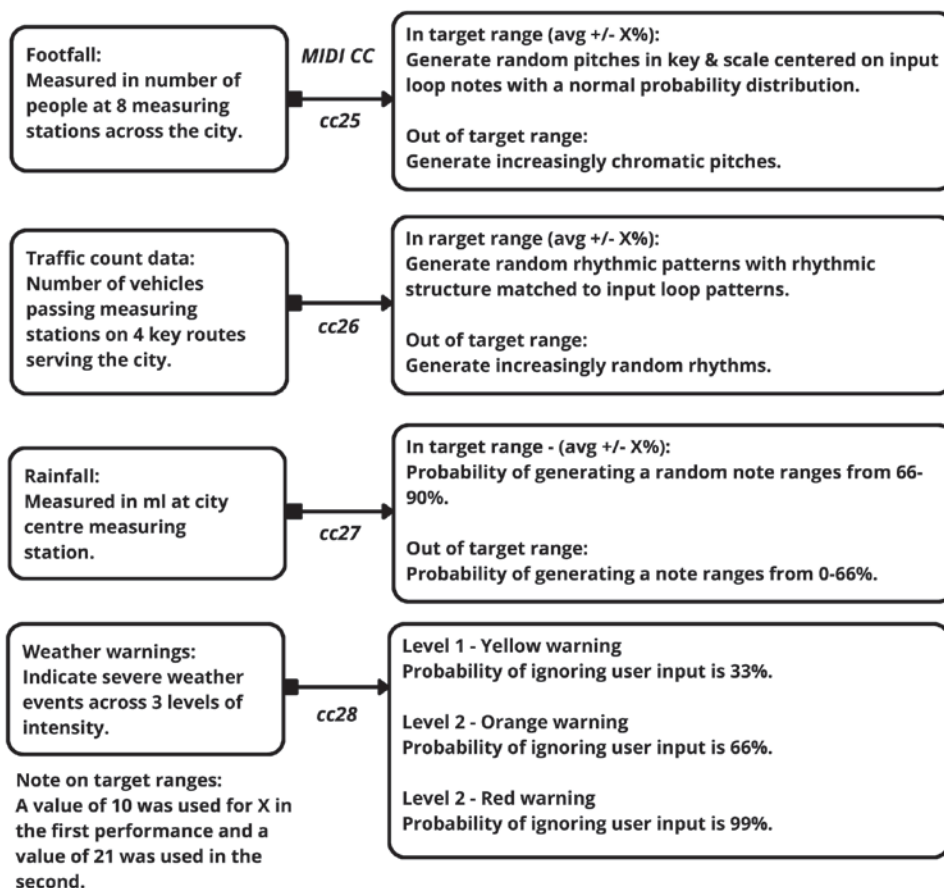 Footfall:
Measured in number of
people at 8 measuring
stations across the city.
MIDI CC
cc25
In target range (avg +/- X%):
Generate random pitches in key & scale centered on input
loop notes with a normal probability distribution.
Out of target range:
Generate increasingly chromatic pitches.
Traffic count data:
Number of vehicles
passing measuring
stations on 4 key routes
serving the city.
cc26
In rarget range (avg +/- X%):
Generate random rhythmic patterns with rhythmic
structure matched to input loop patterns.
Out of target range:
Generate increasingly random rhythms.
Rainfall:
Measured in ml at city
centre measuring
station.
cc27
In target range - (avg +/- X%):
Probability of generating a random note ranges from 66-
90%.
Out of target range:
Probability of generating a note ranges from 0-66%.
Weather warnings:
Indicate severe weather
events across 3 levels of
intensity.
cc28
Level 1 - Yellow warning
Probability of ignoring user input is 33%.
Level 2 - Orange warning
Probability of ignoring user input is 66%.
Level 2 - Red warning
Probability of ignoring user input is 99%.
Note on target ranges:
A value of 10 was used for X in
the first performance and a
value of 21 was used in the
second.